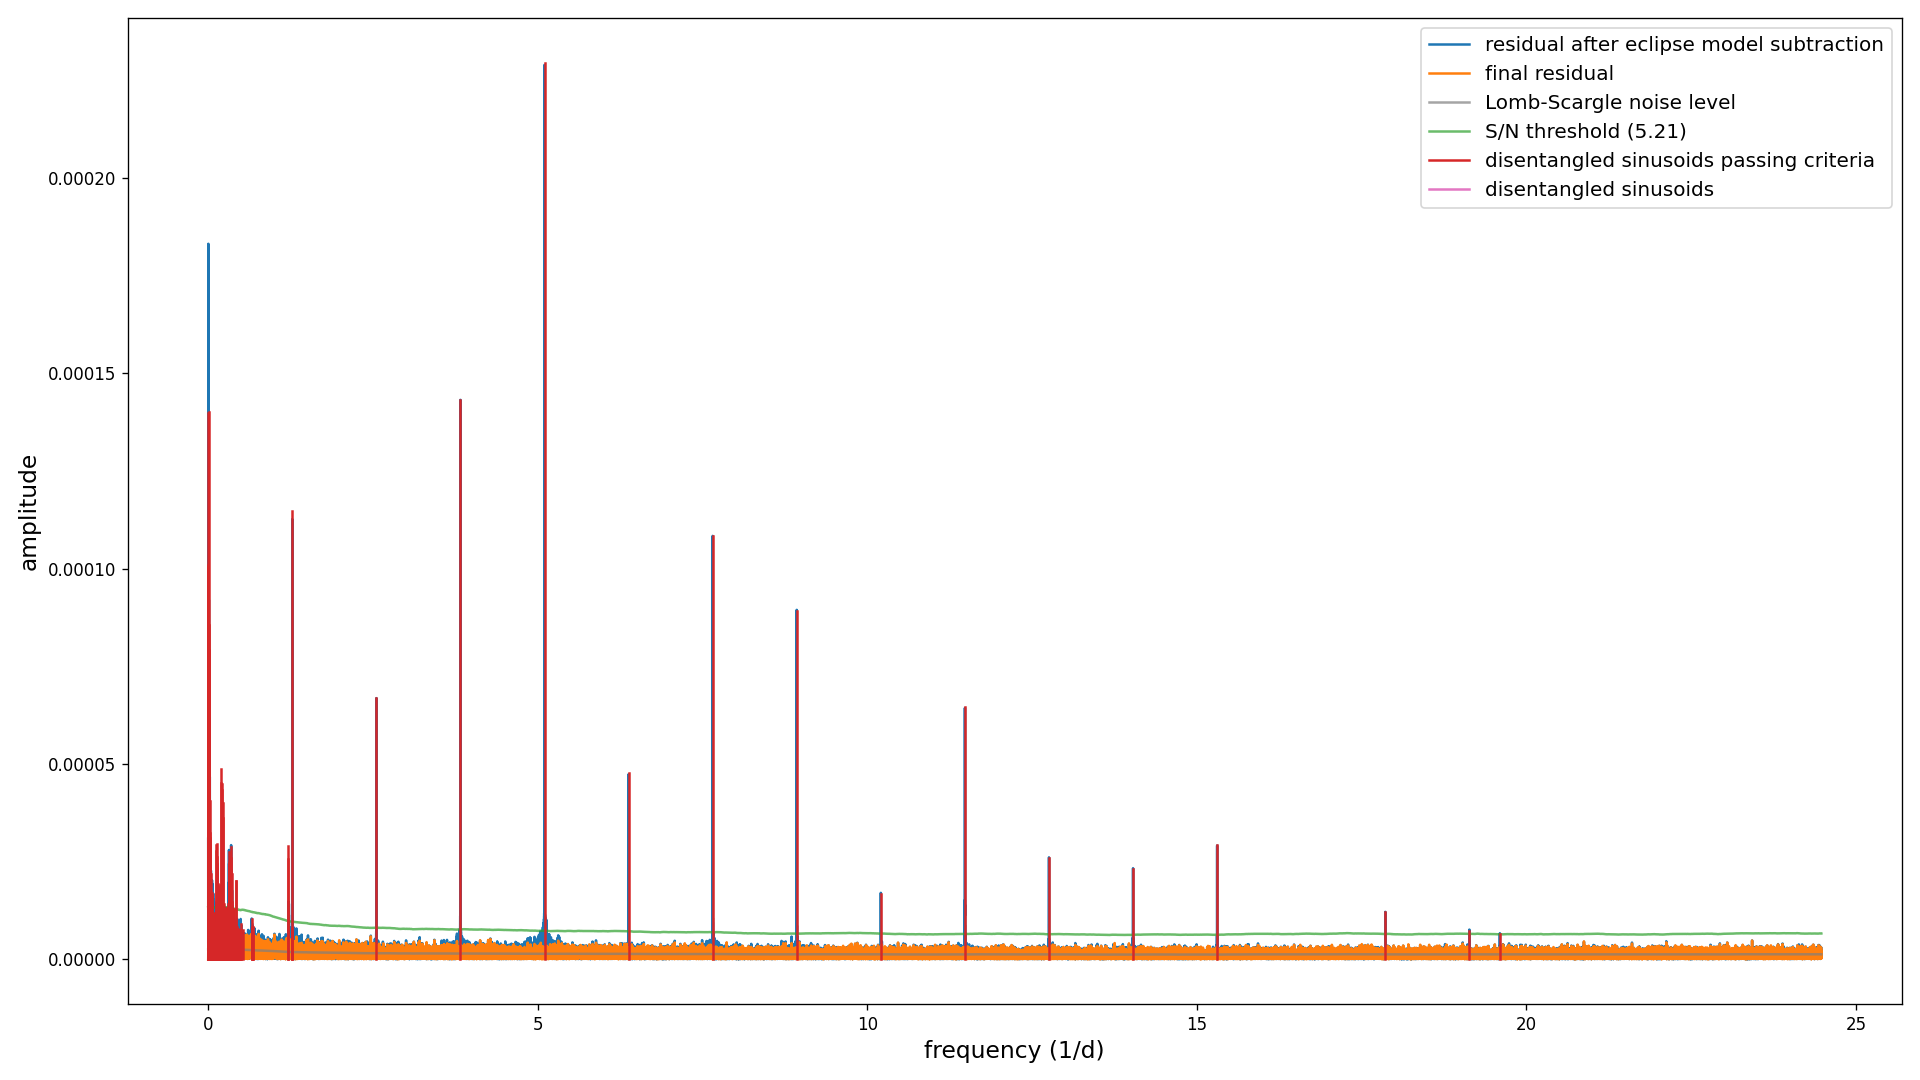 residual after eclipse model subtraction
final residual
Lomb-Scargle noise level
S/N threshold (5.21)
disentangled sinusoids passing criteria
disentangled sinusoids
0.00020
0.00015
0.00010
0.00005
0.00000
amplitude
0
5
10
15
20
25
frequency (1/d)